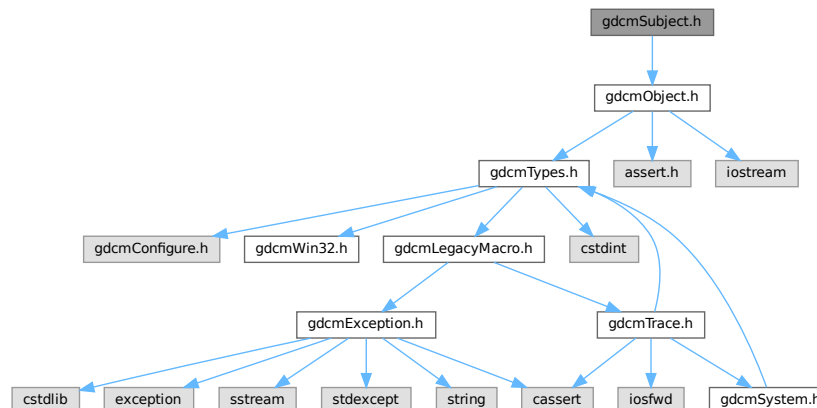 gdcmSubject.h
gdcmObject.h
gdcmTypes.h
assert.h
iostream
gdcmConfigure.h
gdcmWin32.h
gdcmLegacyMacro.h
cstdint
gdcmException.h
gdcmTrace.h
cstdlib
exception
sstream
stdexcept
string
cassert
iosfwd
gdcmSystem.h